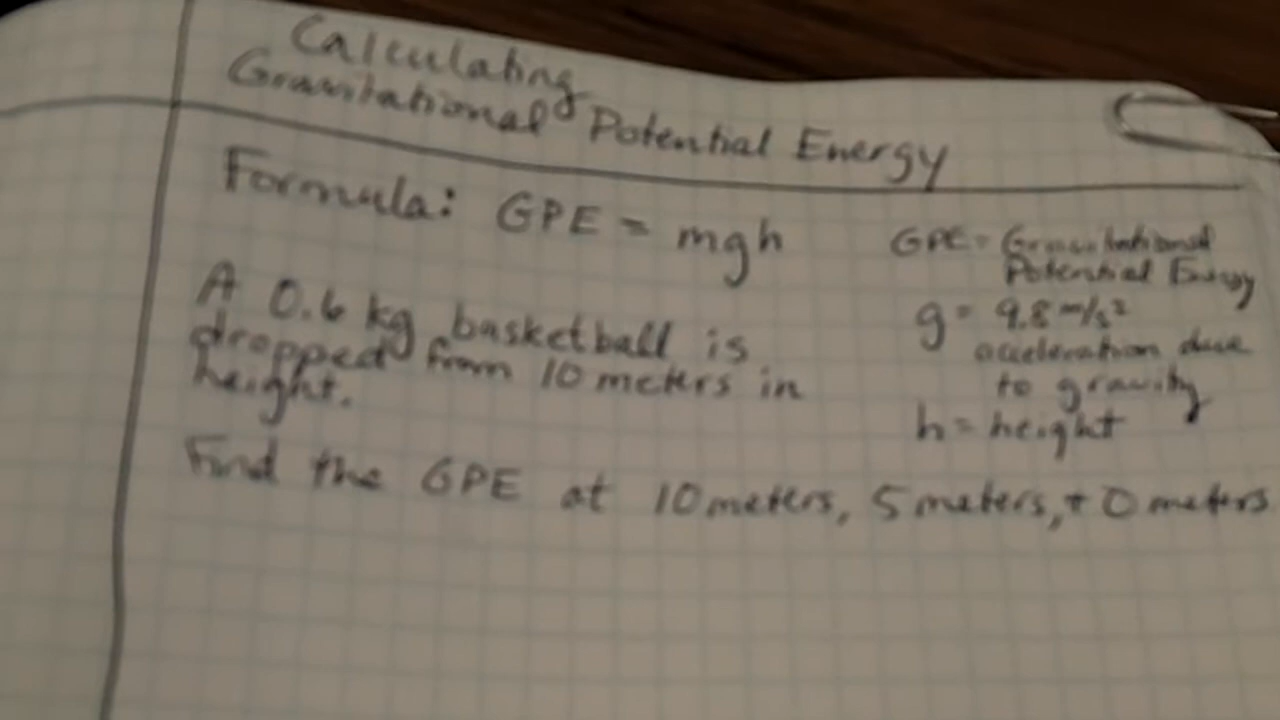 Calculating
Gravitational Potential Energy
Formula: GPE = mgh
GPE = Gravitational
Potential Energy
g = 9.8 m/s²
acceleration due
to gravity
h = height
A 0.6 kg basketball is
dropped from 10 meters in
height.
Find the GPE at 10 meters, 5 meters, + 0 meters